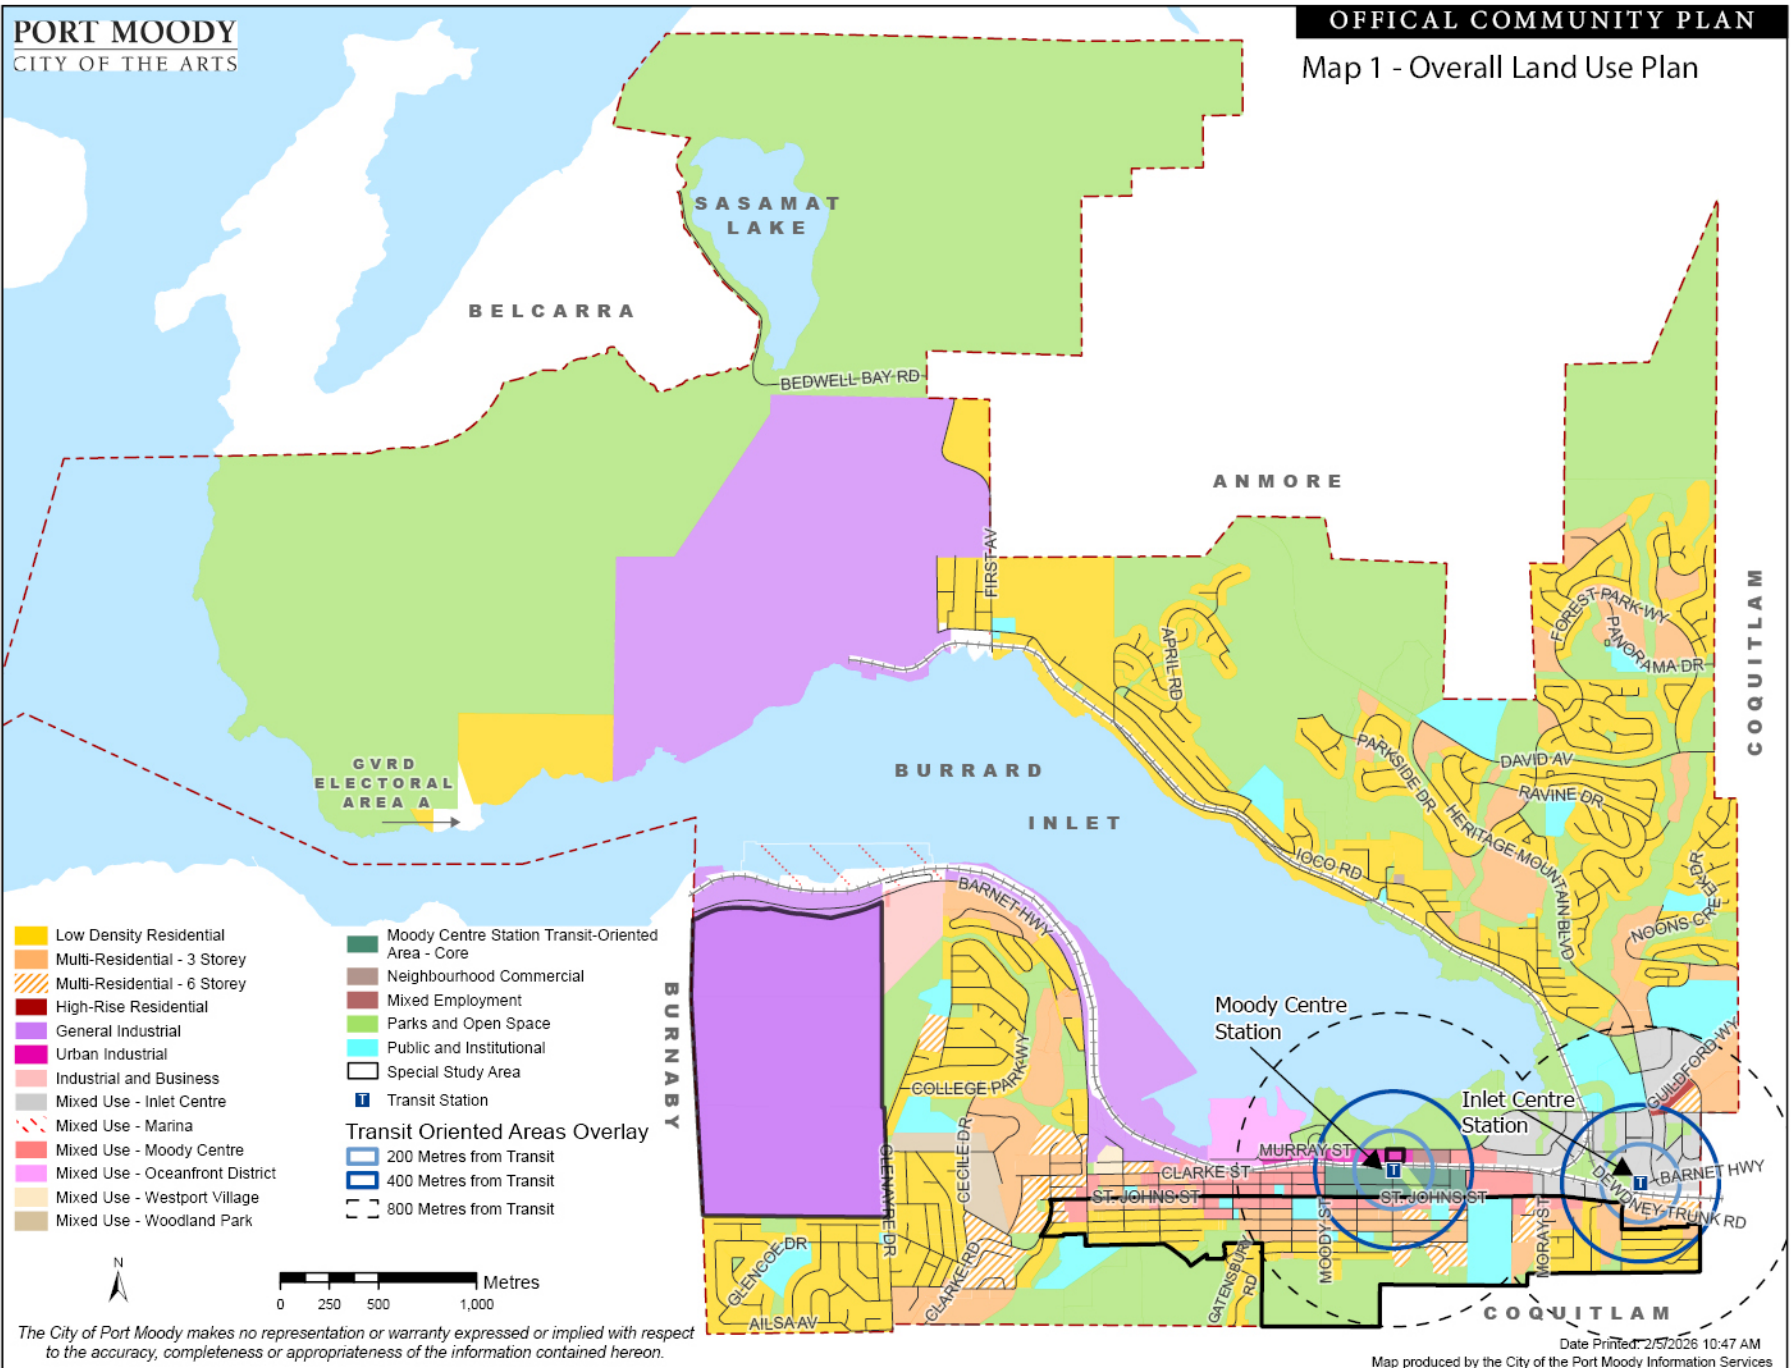 PORT MOODY
CITY OF THE ARTS
OFFICAL COMMUNITY PLAN
Map 1 - Overall Land Use Plan
SASAMAT
LAKE
BELCARRA
BEDWELL BAY RD
ANMORE
FIRST AV
COQUITLAM
FOREST PARK WY
PANORAMA DR
APRIL RD
DAVID AV
PARKSIDE DR
RAVINE DR
HERITAGE MOUNTAIN BLVD
NOONS CREEK DR
IOCO RD
GVRD
ELECTORAL
AREA A
BURRARD
INLET
BARNET HWY
BURNABY
Moody Centre
Station
Inlet Centre
Station
GUILDFORD WY
COLLEGE PARK WY
CECILE DR
GLENAYRE DR
MURRAY ST
CLARKE ST
ST. JOHNS ST
ST. JOHNS ST
BARNET HWY
DEWDNEY TRUNK RD
MOODY ST
MORAY ST
GATENSBURY
RD
CLARKE RD
GLENCOE DR
AILSA AV
COQUITLAM
T
T
Low Density Residential
Multi-Residential - 3 Storey
Multi-Residential - 6 Storey
High-Rise Residential
General Industrial
Urban Industrial
Industrial and Business
Mixed Use - Inlet Centre
Mixed Use - Marina
Mixed Use - Moody Centre
Mixed Use - Oceanfront District
Mixed Use - Westport Village
Mixed Use - Woodland Park
Moody Centre Station Transit-Oriented
Area - Core
Neighbourhood Commercial
Mixed Employment
Parks and Open Space
Public and Institutional
Special Study Area
T Transit Station
Transit Oriented Areas Overlay
200 Metres from Transit
400 Metres from Transit
800 Metres from Transit
N
Metres
0 250 500 1,000
The City of Port Moody makes no representation or warranty expressed or implied with respect
to the accuracy, completeness or appropriateness of the information contained hereon.
Date Printed: 2/5/2026 10:47 AM
Map produced by the City of the Port Moody Information Services